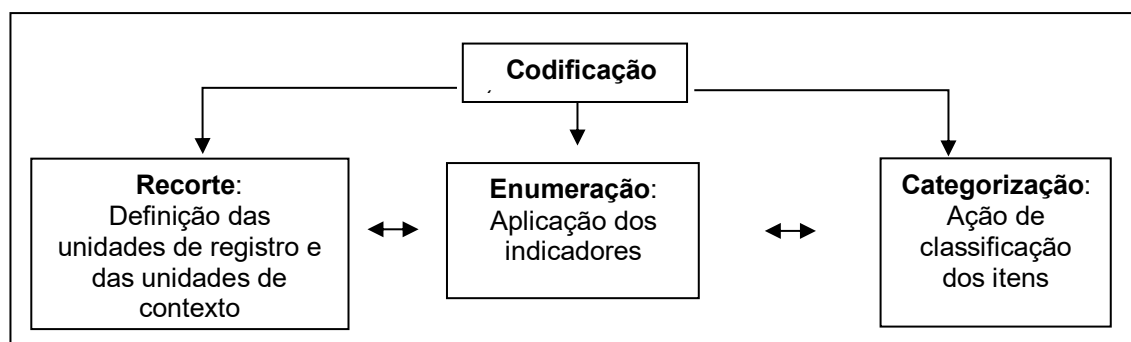 Codificação
Recorte:
Definição das
unidades de registro e
das unidades de
contexto
Enumeração:
Aplicação dos
indicadores
Categorização:
Ação de
classificação
dos itens